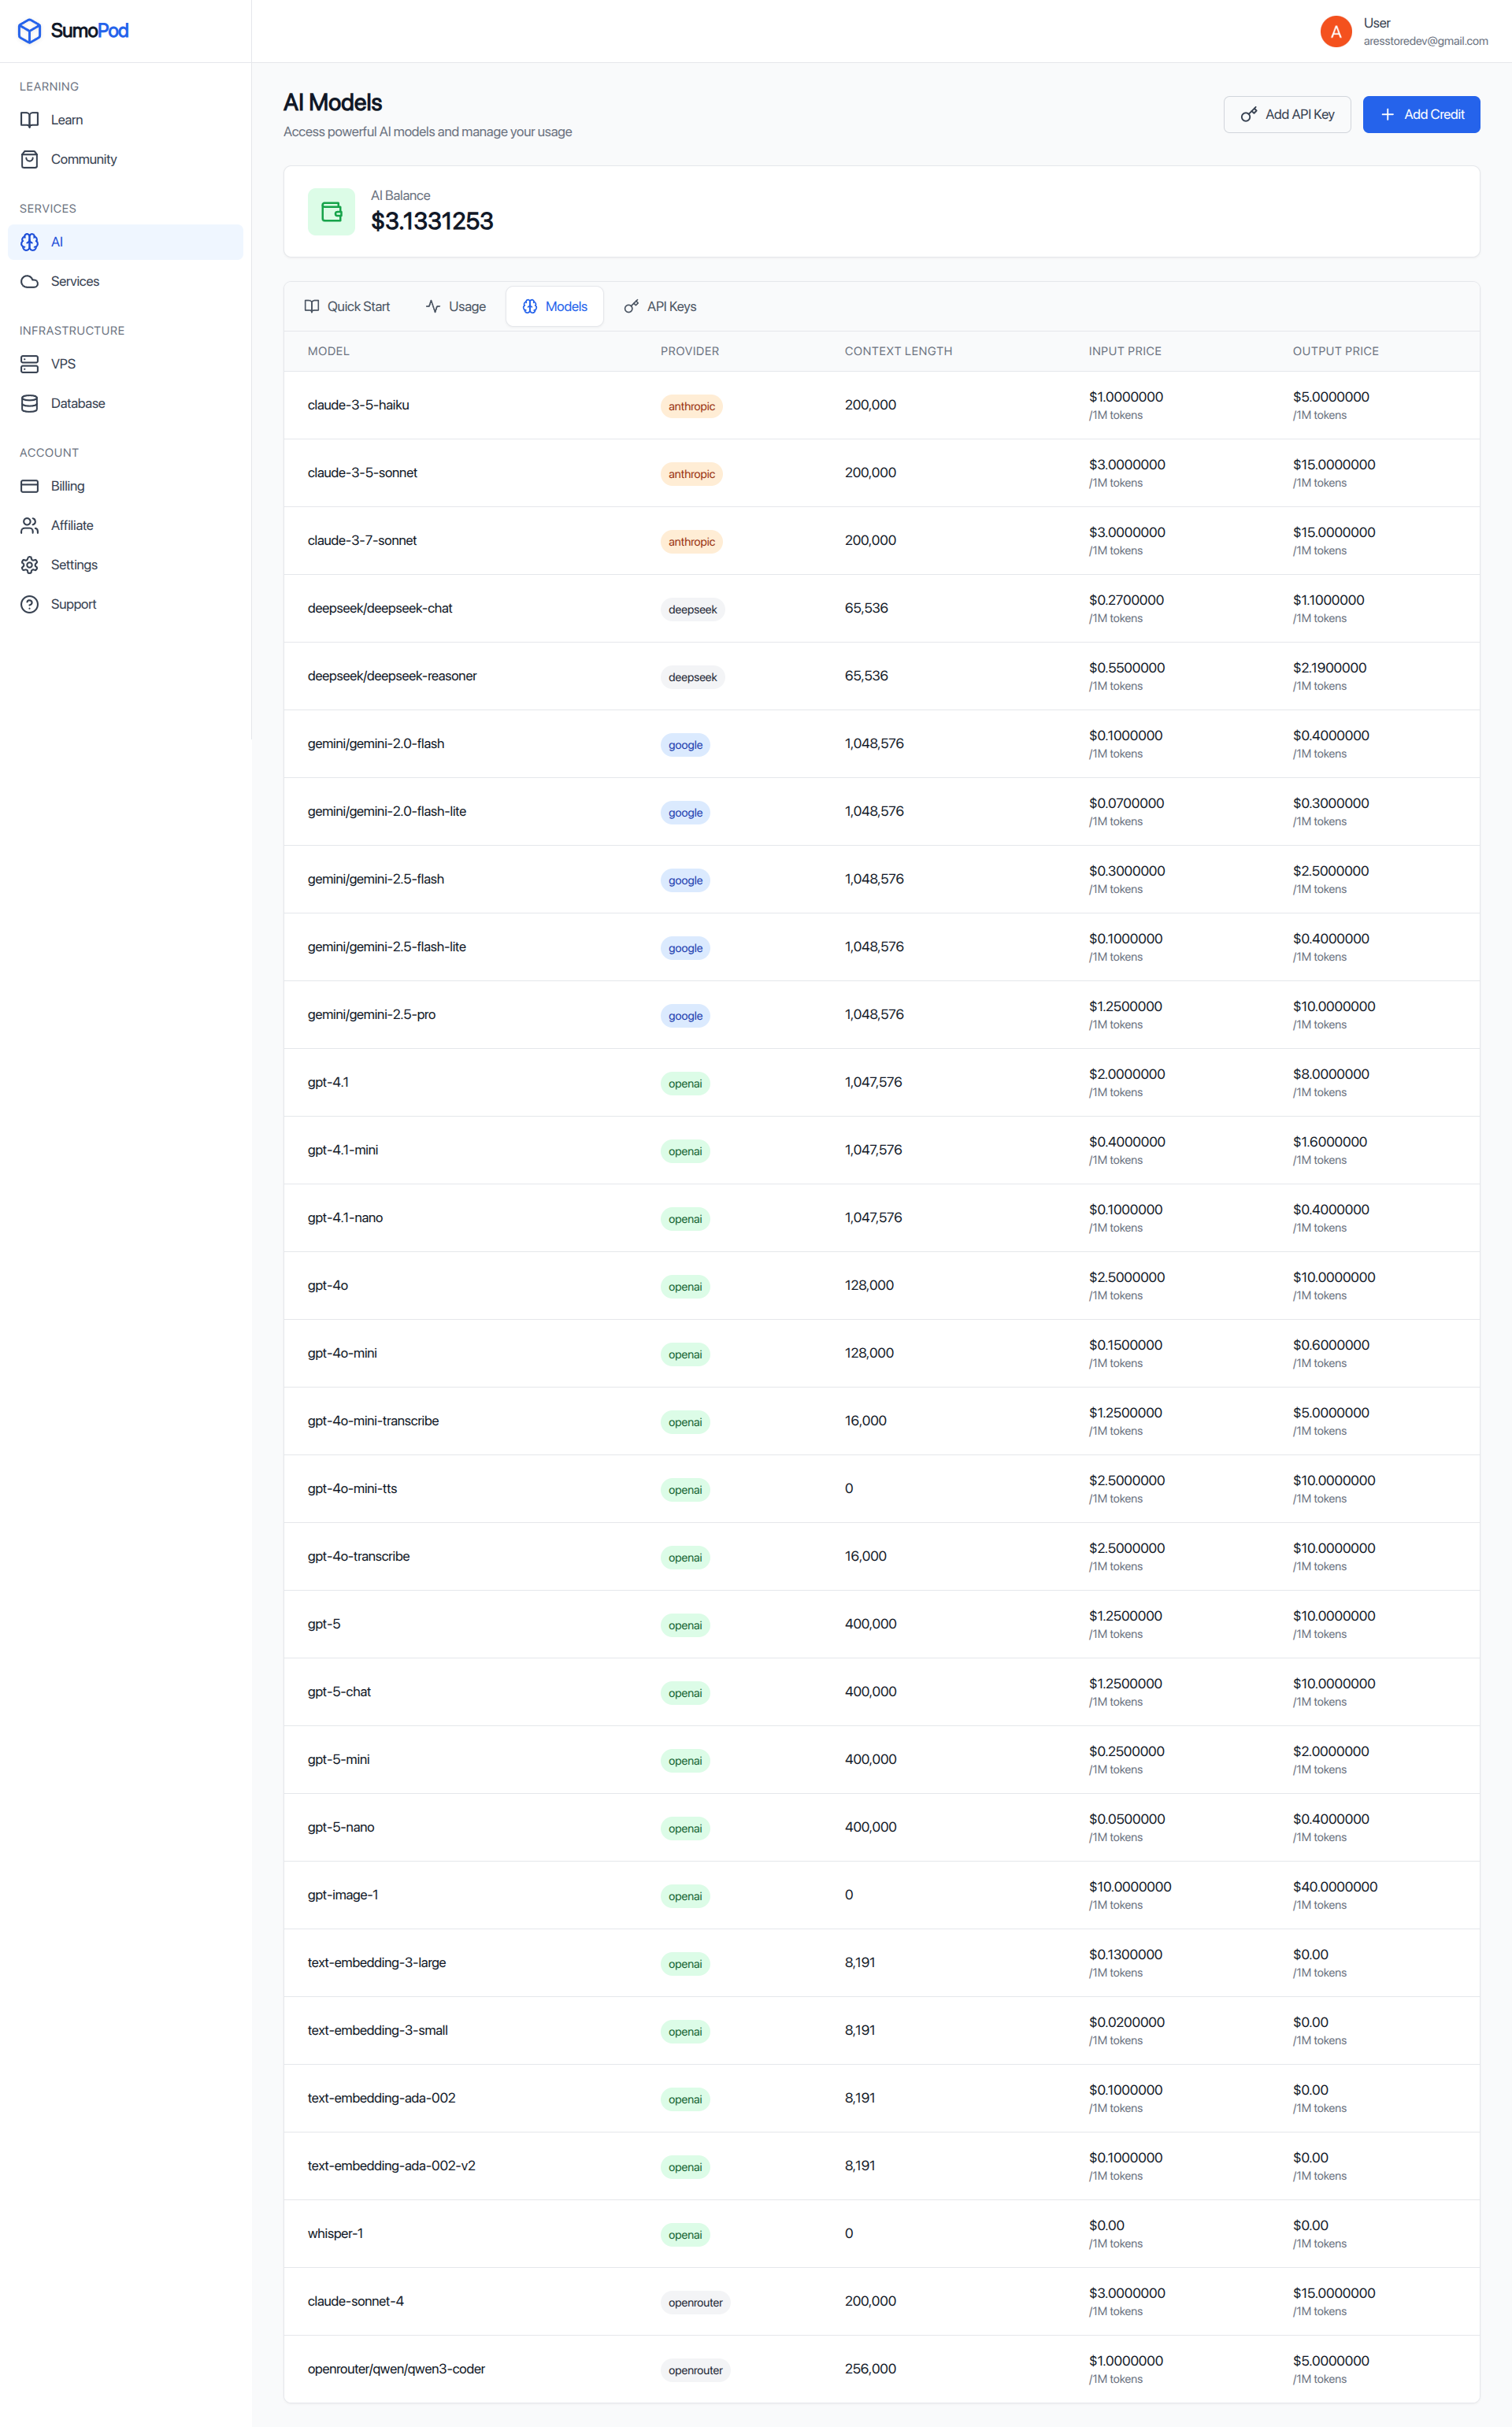 SumoPod
User
A
aresstoredev@gmail.com
LEARNING
Learn
Community
SERVICES
AI
Services
INFRASTRUCTURE
VPS
Database
ACCOUNT
Billing
Affiliate
Settings
Support
AI Models
Access powerful AI models and manage your usage
Add API Key
Add Credit
AI Balance
$3.1331253
Quick Start Usage Models API Keys
MODEL PROVIDER CONTEXT LENGTH INPUT PRICE OUTPUT PRICE
claude-3-5-haiku anthropic 200,000 $1.0000000 $5.0000000
/1M tokens /1M tokens
claude-3-5-sonnet anthropic 200,000 $3.0000000 $15.0000000
/1M tokens /1M tokens
claude-3-7-sonnet anthropic 200,000 $3.0000000 $15.0000000
/1M tokens /1M tokens
deepseek/deepseek-chat deepseek 65,536 $0.2700000 $1.1000000
/1M tokens /1M tokens
deepseek/deepseek-reasoner deepseek 65,536 $0.5500000 $2.1900000
/1M tokens /1M tokens
gemini/gemini-2.0-flash google 1,048,576 $0.1000000 $0.4000000
/1M tokens /1M tokens
gemini/gemini-2.0-flash-lite google 1,048,576 $0.0700000 $0.3000000
/1M tokens /1M tokens
gemini/gemini-2.5-flash google 1,048,576 $0.3000000 $2.5000000
/1M tokens /1M tokens
gemini/gemini-2.5-flash-lite google 1,048,576 $0.1000000 $0.4000000
/1M tokens /1M tokens
gemini/gemini-2.5-pro google 1,048,576 $1.2500000 $10.0000000
/1M tokens /1M tokens
gpt-4.1 openai 1,047,576 $2.0000000 $8.0000000
/1M tokens /1M tokens
gpt-4.1-mini openai 1,047,576 $0.4000000 $1.6000000
/1M tokens /1M tokens
gpt-4.1-nano openai 1,047,576 $0.1000000 $0.4000000
/1M tokens /1M tokens
gpt-4o openai 128,000 $2.5000000 $10.0000000
/1M tokens /1M tokens
gpt-4o-mini openai 128,000 $0.1500000 $0.6000000
/1M tokens /1M tokens
gpt-4o-mini-transcribe openai 16,000 $1.2500000 $5.0000000
/1M tokens /1M tokens
gpt-4o-mini-tts openai 0 $2.5000000 $10.0000000
/1M tokens /1M tokens
gpt-4o-transcribe openai 16,000 $2.5000000 $10.0000000
/1M tokens /1M tokens
gpt-5 openai 400,000 $1.2500000 $10.0000000
/1M tokens /1M tokens
gpt-5-chat openai 400,000 $1.2500000 $10.0000000
/1M tokens /1M tokens
gpt-5-mini openai 400,000 $0.2500000 $2.0000000
/1M tokens /1M tokens
gpt-5-nano openai 400,000 $0.0500000 $0.4000000
/1M tokens /1M tokens
gpt-image-1 openai 0 $10.0000000 $40.0000000
/1M tokens /1M tokens
text-embedding-3-large openai 8,191 $0.1300000 $0.00
/1M tokens /1M tokens
text-embedding-3-small openai 8,191 $0.0200000 $0.00
/1M tokens /1M tokens
text-embedding-ada-002 openai 8,191 $0.1000000 $0.00
/1M tokens /1M tokens
text-embedding-ada-002-v2 openai 8,191 $0.1000000 $0.00
/1M tokens /1M tokens
whisper-1 openai 0 $0.00 $0.00
/1M tokens /1M tokens
claude-sonnet-4 openrouter 200,000 $3.0000000 $15.0000000
/1M tokens /1M tokens
openrouter/qwen/qwen3-coder openrouter 256,000 $1.0000000 $5.0000000
/1M tokens /1M tokens